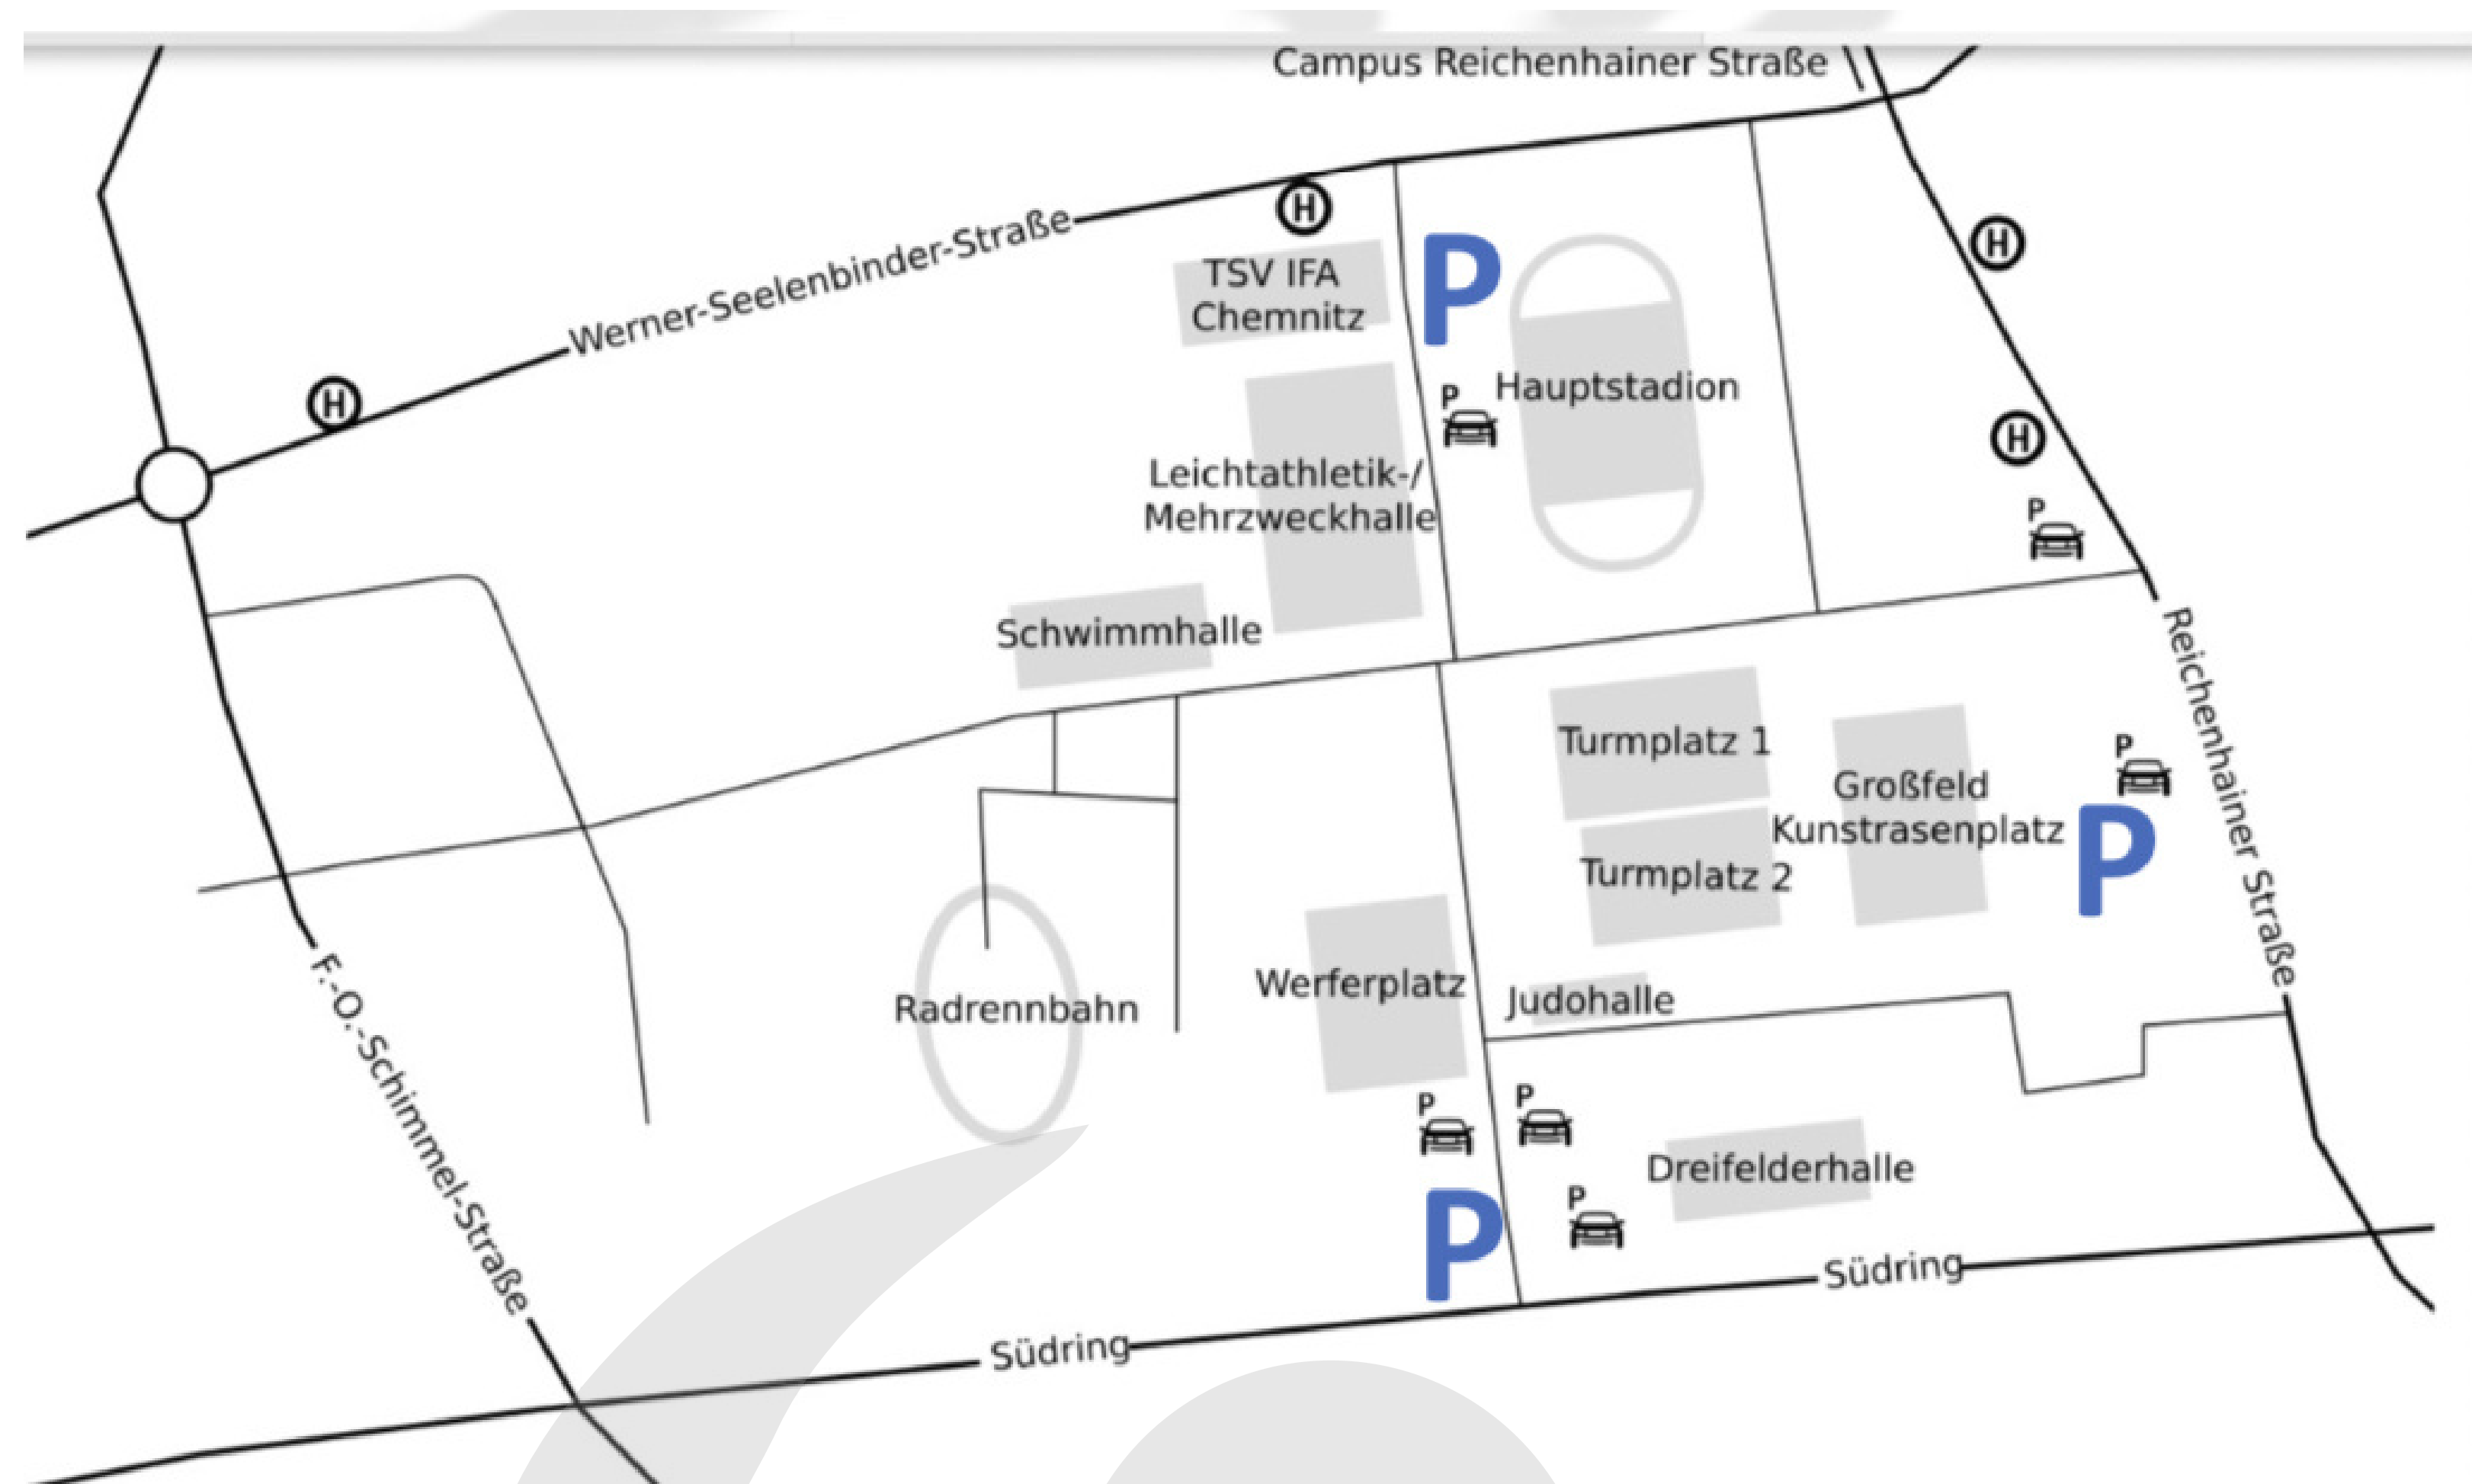 Campus Reichenhainer Straße
H
Werner-Seelenbinder-Straße
H
TSV IFA
Chemnitz
P
H
P
Hauptstadion
H
Leichtathletik-/
Mehrzweckhalle
H
P
Schwimmhalle
Reichenhainer Straße
Turmplatz 1
P
Großfeld
Kunstrasenplatz
P
Turmplatz 2
F.-O.-Schimmel-Straße
Radrennbahn
Werferplatz
Judohalle
P
P
Dreifelderhalle
P
P
Südring
Südring